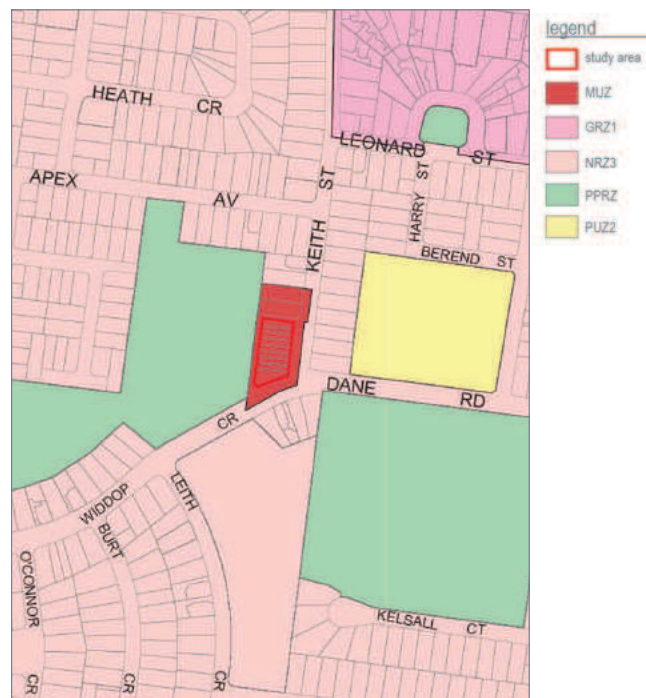 legend
study area
MUZ
GRZ1
NRZ3
PPRZ
PUZ2
HEATH CR
LEONARD ST
APEX AV
KEITH ST
HARRY ST
BEREND ST
DANE RD
WIDDOP CR
LEITH CR
BURT CR
O'CONNOR CR
KELSALL CT